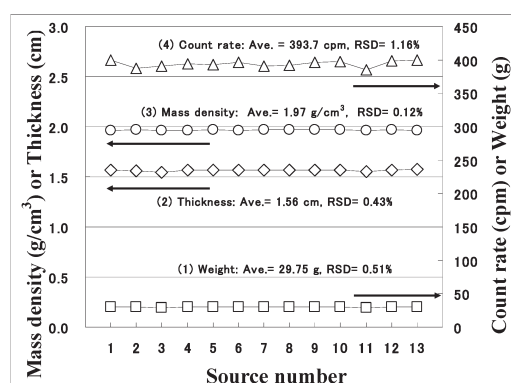 Mass density (g/cm³) or Thickness (cm)
3.0
2.5
2.0
1.5
1.0
0.5
0.0
(4) Count rate: Ave. = 393.7 cpm, RSD= 1.16%
(3) Mass density: Ave.= 1.97 g/cm³, RSD= 0.12%
(2) Thickness: Ave.= 1.56 cm, RSD= 0.43%
(1) Weight: Ave.= 29.75 g, RSD= 0.51%
450
400
350
300
250
200
150
100
50
0
Count rate (cpm) or Weight (g)
1 2 3 4 5 6 7 8 9 10 11 12 13
Source number